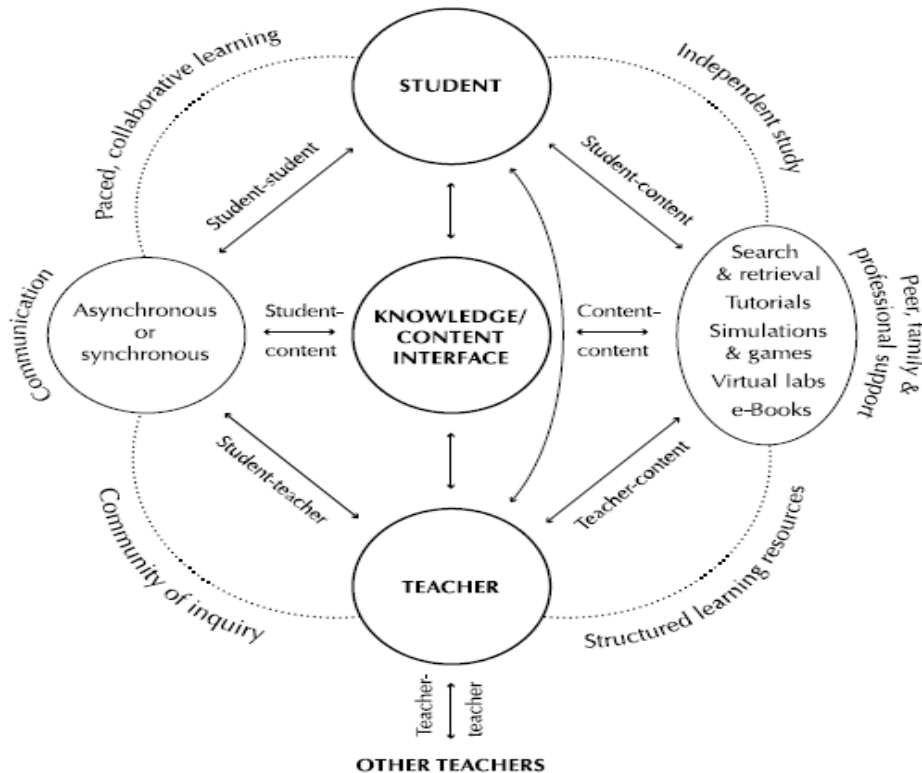 Paced, collaborative learning
STUDENT
Independent study
Student-student
Student-content
Communication
Asynchronous
or
synchronous
Student-
content
KNOWLEDGE/
CONTENT
INTERFACE
Content-
content
Search
& retrieval
Tutorials
Simulations
& games
Virtual labs
e-Books
Peer, family &
professional support
Student-teacher
Teacher-content
Community of inquiry
TEACHER
Structured learning resources
Teacher-
teacher
OTHER TEACHERS